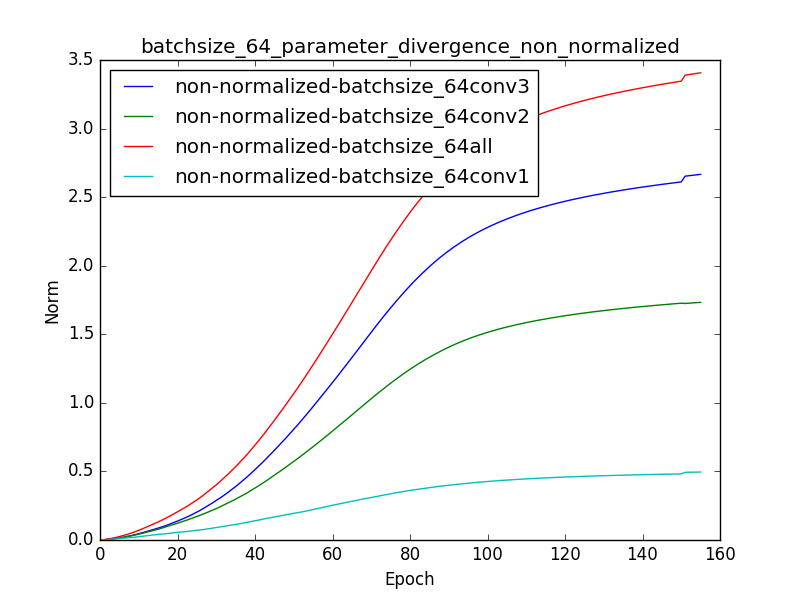 batchsize_64_parameter_divergence_non_normalized
3.5
3.0
2.5
2.0
1.5
1.0
0.5
0.0
Norm
non-normalized-batchsize_64conv3
non-normalized-batchsize_64conv2
non-normalized-batchsize_64all
non-normalized-batchsize_64conv1
0 20 40 60 80 100 120 140 160
Epoch